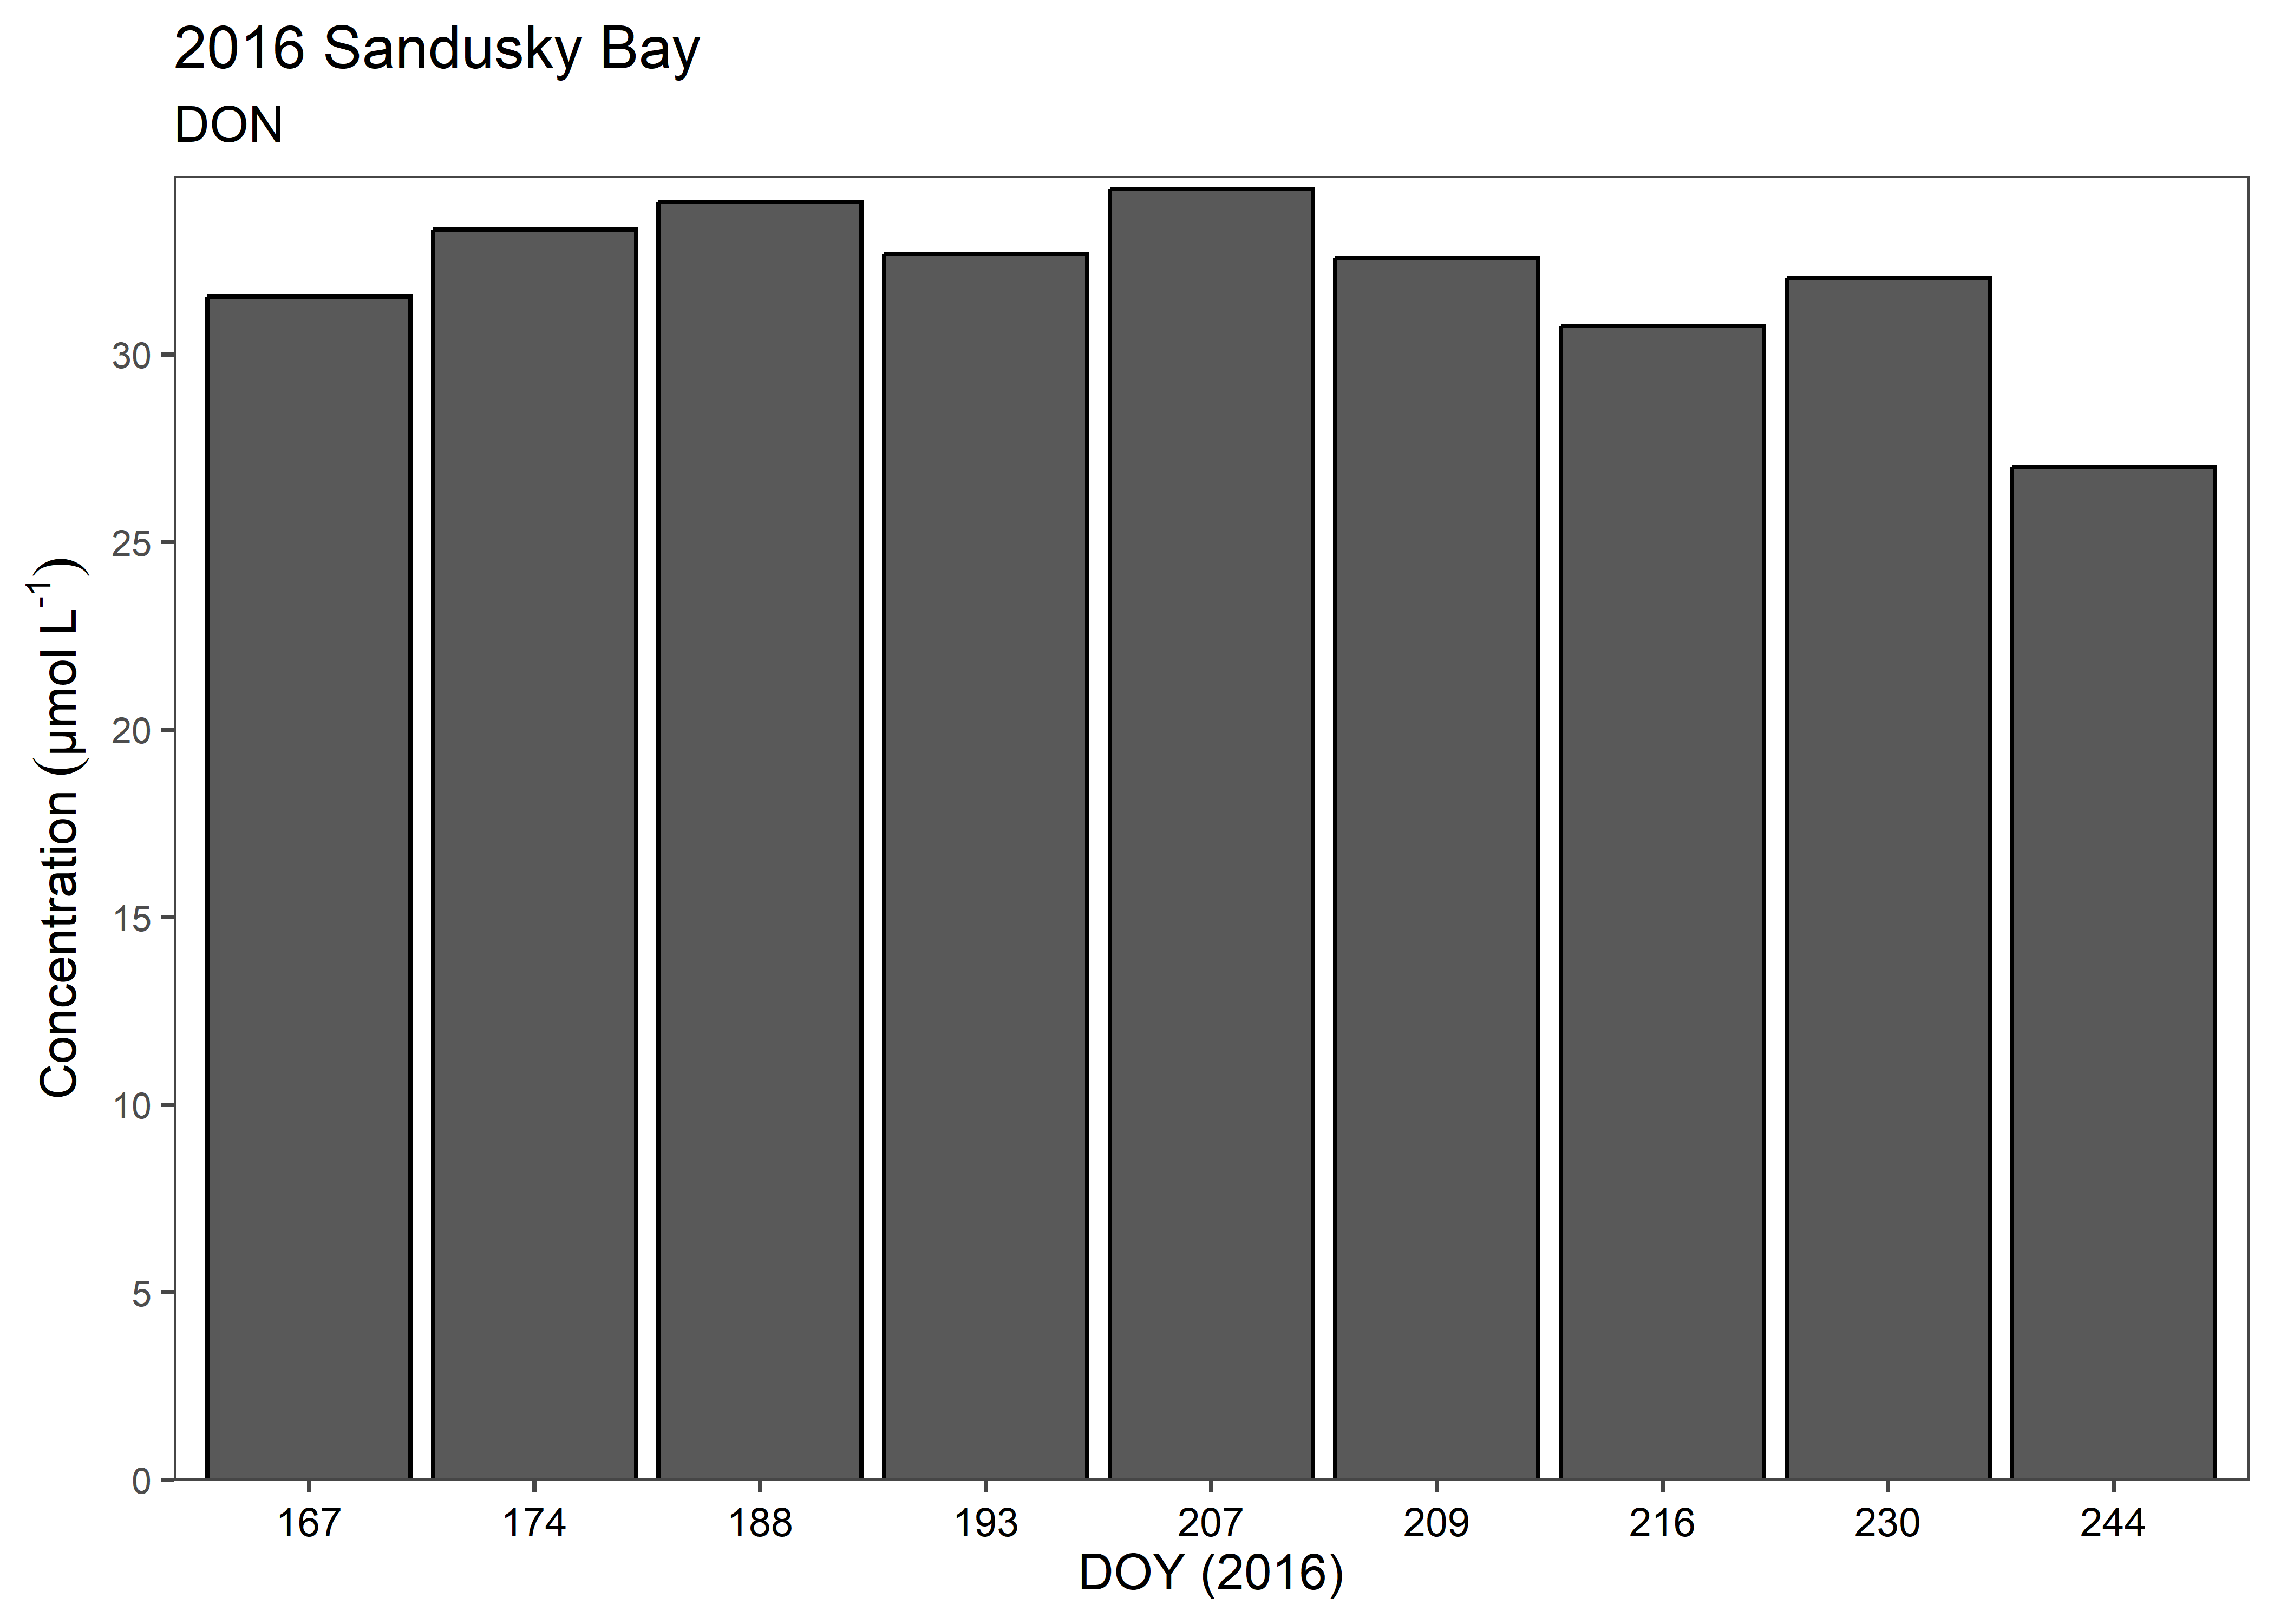 2016 Sandusky Bay
DON
Concentration (µmol L⁻¹)
30
25
20
15
10
5
0
167 174 188 193 207 209 216 230 244
DOY (2016)